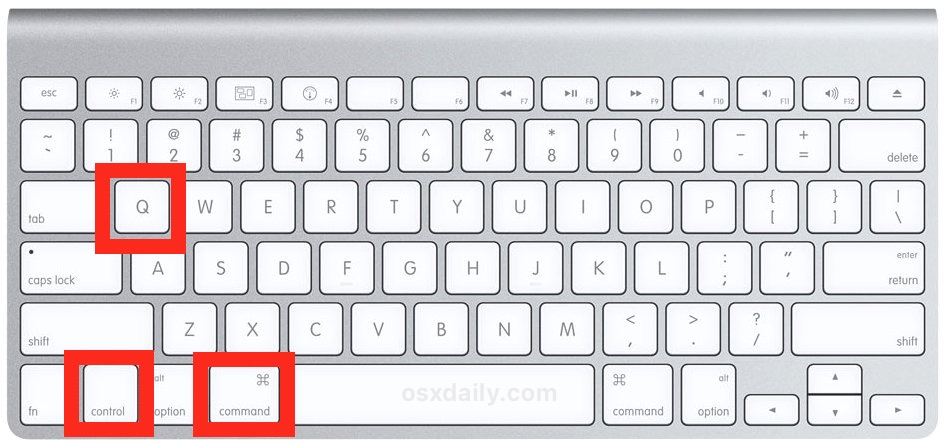 esc F1 F2 F3 F4 F5 F6 F7 F8 F9 F10 F11 F12
~ ! @ # $ % ^ & * ( ) _ +
` 1 2 3 4 5 6 7 8 9 0 - = delete
tab Q W E R T Y U I O P { [ } ] | \
caps lock A S D F G H J K L : ; " ' enter return
shift Z X C V B N M < , > . ? / shift
fn control alt option ⌘ command osxdaily.com ⌘ command alt option